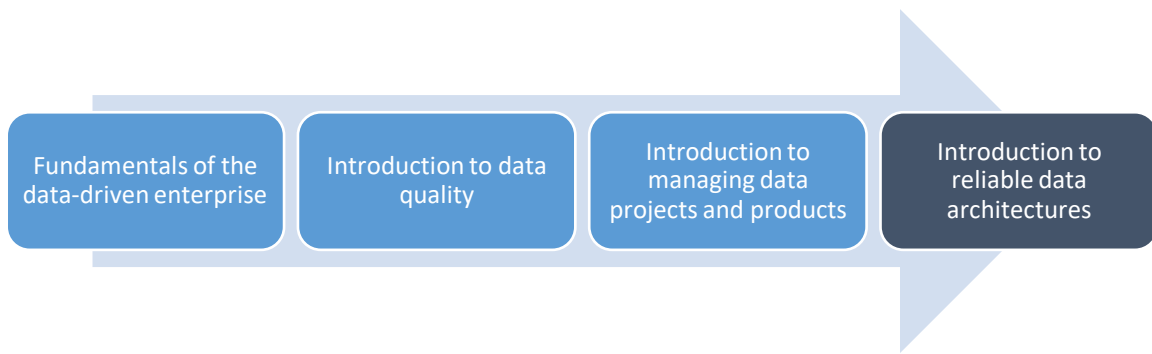 Fundamentals of the
data-driven enterprise
Introduction to data
quality
Introduction to
managing data
projects and products
Introduction to
reliable data
architectures